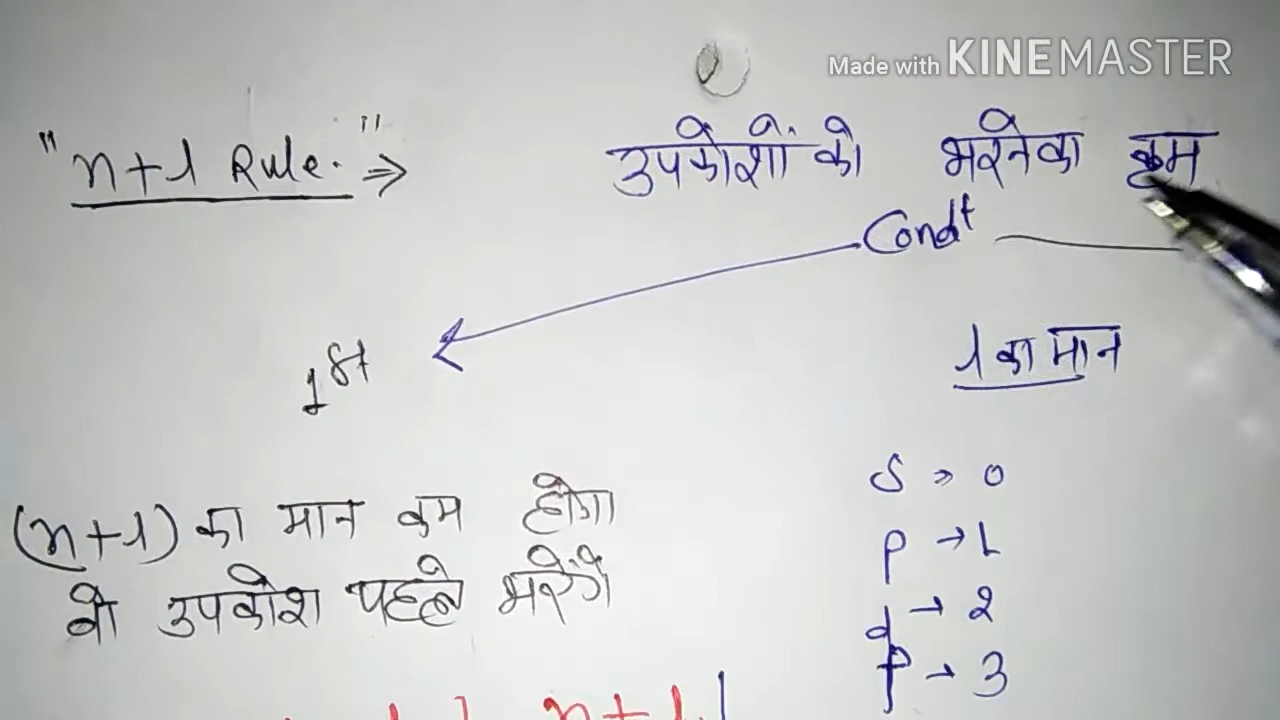 Made with KINEMASTER
"n+l Rule." ⇒ उपकोशों को भरने का क्रम
Condt
1st
l का मान
s → 0
p → 1
d → 2
f → 3
(n+l) का मान कम होगा
वो उपकोश पहले भरेंगे
n+l